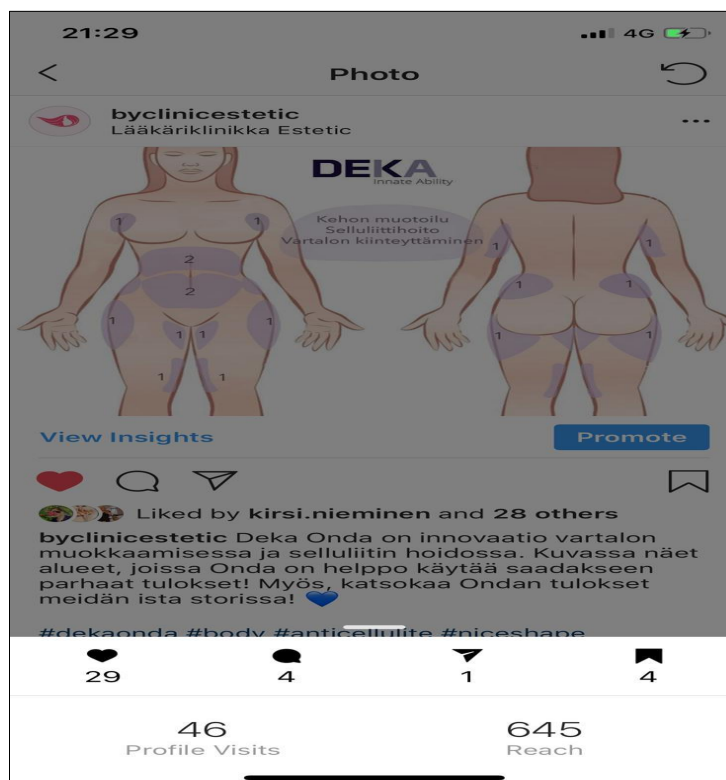 21:29
4G
Photo
byclinicestetic
Lääkäriklinikka Estetic
DEKA
Innate Ability
Kehon muotoilu
Selluliittihoito
Vartalon kiinteyttäminen
1 1 1 1
2
2
1 1 1 1 1 1
1 1
View Insights
Promote
Liked by kirsi.nieminen and 28 others
byclinicestetic Deka Onda on innovaatio vartalon
muokkaamisessa ja selluliitin hoidossa. Kuvassa näet
alueet, joissa Onda on helppo käytää saadakseen
parhaat tulokset! Myös, katsokaa Ondan tulokset
meidän ista storissa! 💙
#dekaonda #body #anticellulite #niceshape
29 4 1 4
46 645
Profile Visits Reach